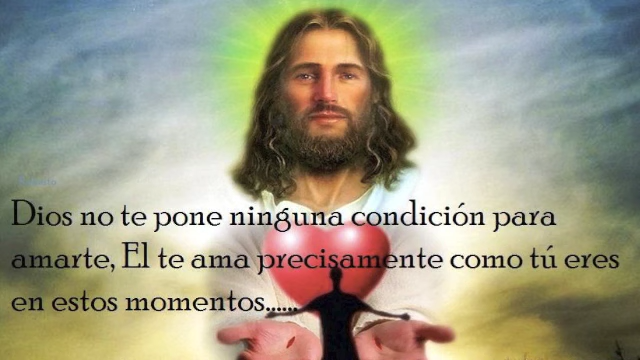 Dios no te pone ninguna condición para
amarte, El te ama precisamente como tú eres
en estos momentos......